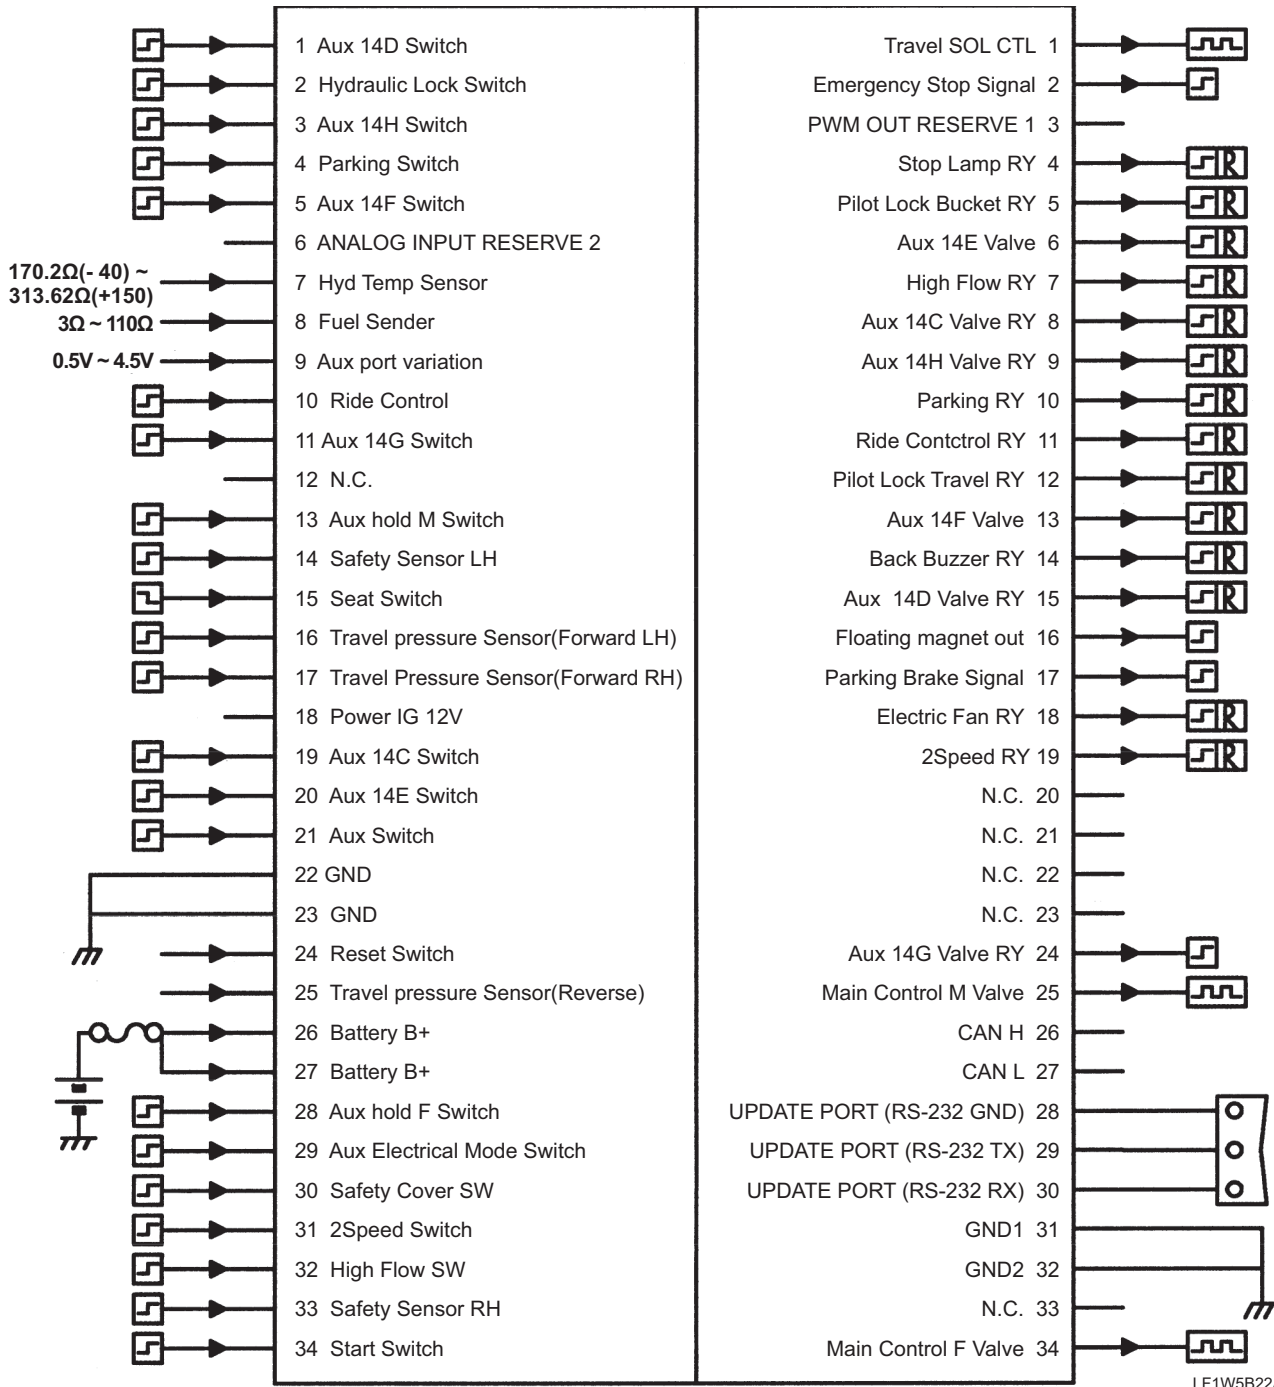 1 Aux 14D Switch
2 Hydraulic Lock Switch
3 Aux 14H Switch
4 Parking Switch
5 Aux 14F Switch
6 ANALOG INPUT RESERVE 2
170.2Ω(- 40) ~
313.62Ω(+150)
7 Hyd Temp Sensor
3Ω ~ 110Ω
8 Fuel Sender
0.5V ~ 4.5V
9 Aux port variation
10 Ride Control
11 Aux 14G Switch
12 N.C.
13 Aux hold M Switch
14 Safety Sensor LH
15 Seat Switch
16 Travel pressure Sensor(Forward LH)
17 Travel Pressure Sensor(Forward RH)
18 Power IG 12V
19 Aux 14C Switch
20 Aux 14E Switch
21 Aux Switch
22 GND
23 GND
24 Reset Switch
25 Travel pressure Sensor(Reverse)
26 Battery B+
27 Battery B+
28 Aux hold F Switch
29 Aux Electrical Mode Switch
30 Safety Cover SW
31 2Speed Switch
32 High Flow SW
33 Safety Sensor RH
34 Start Switch
Travel SOL CTL 1
Emergency Stop Signal 2
PWM OUT RESERVE 1 3
Stop Lamp RY 4 R
Pilot Lock Bucket RY 5 R
Aux 14E Valve 6 R
High Flow RY 7 R
Aux 14C Valve RY 8 R
Aux 14H Valve RY 9 R
Parking RY 10 R
Ride Contctrol RY 11 R
Pilot Lock Travel RY 12 R
Aux 14F Valve 13 R
Back Buzzer RY 14 R
Aux 14D Valve RY 15 R
Floating magnet out 16
Parking Brake Signal 17
Electric Fan RY 18 R
2Speed RY 19 R
N.C. 20
N.C. 21
N.C. 22
N.C. 23
Aux 14G Valve RY 24
Main Control M Valve 25
CAN H 26
CAN L 27
UPDATE PORT (RS-232 GND) 28
UPDATE PORT (RS-232 TX) 29
UPDATE PORT (RS-232 RX) 30
GND1 31
GND2 32
N.C. 33
Main Control F Valve 34